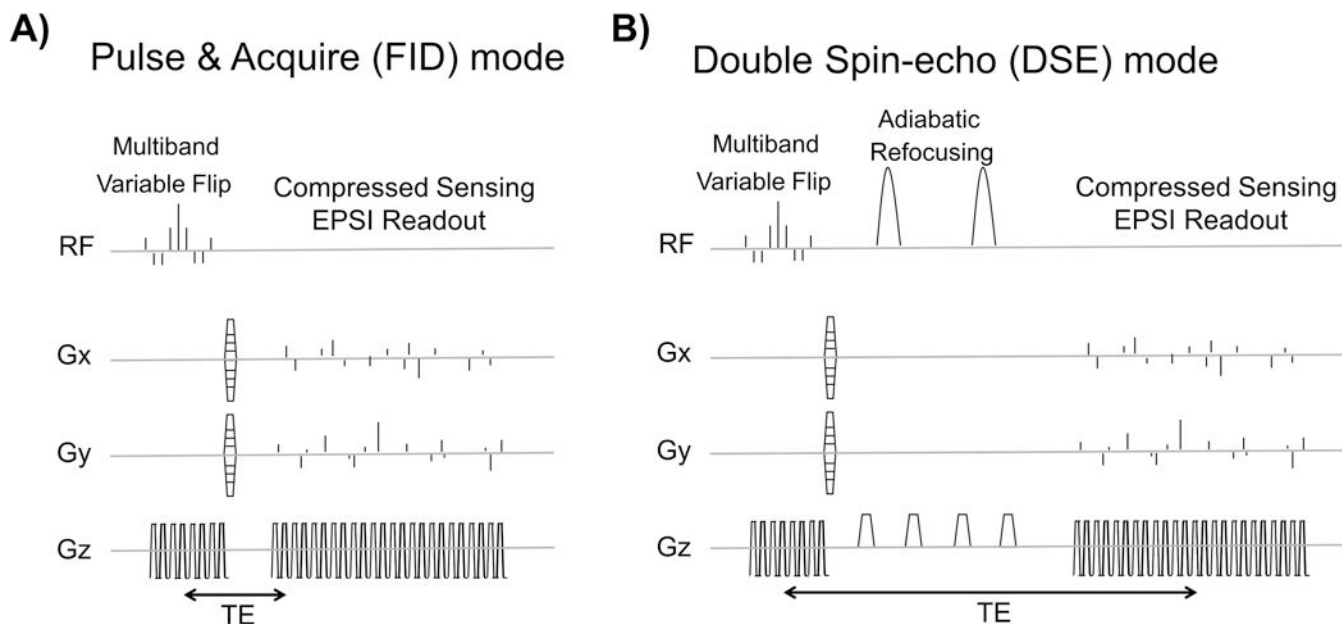 A)
Pulse & Acquire (FID) mode
Multiband
Variable Flip
Compressed Sensing
EPSI Readout
RF
Gx
Gy
Gz
TE
B)
Double Spin-echo (DSE) mode
Multiband
Variable Flip
Adiabatic
Refocusing
Compressed Sensing
EPSI Readout
RF
Gx
Gy
Gz
TE